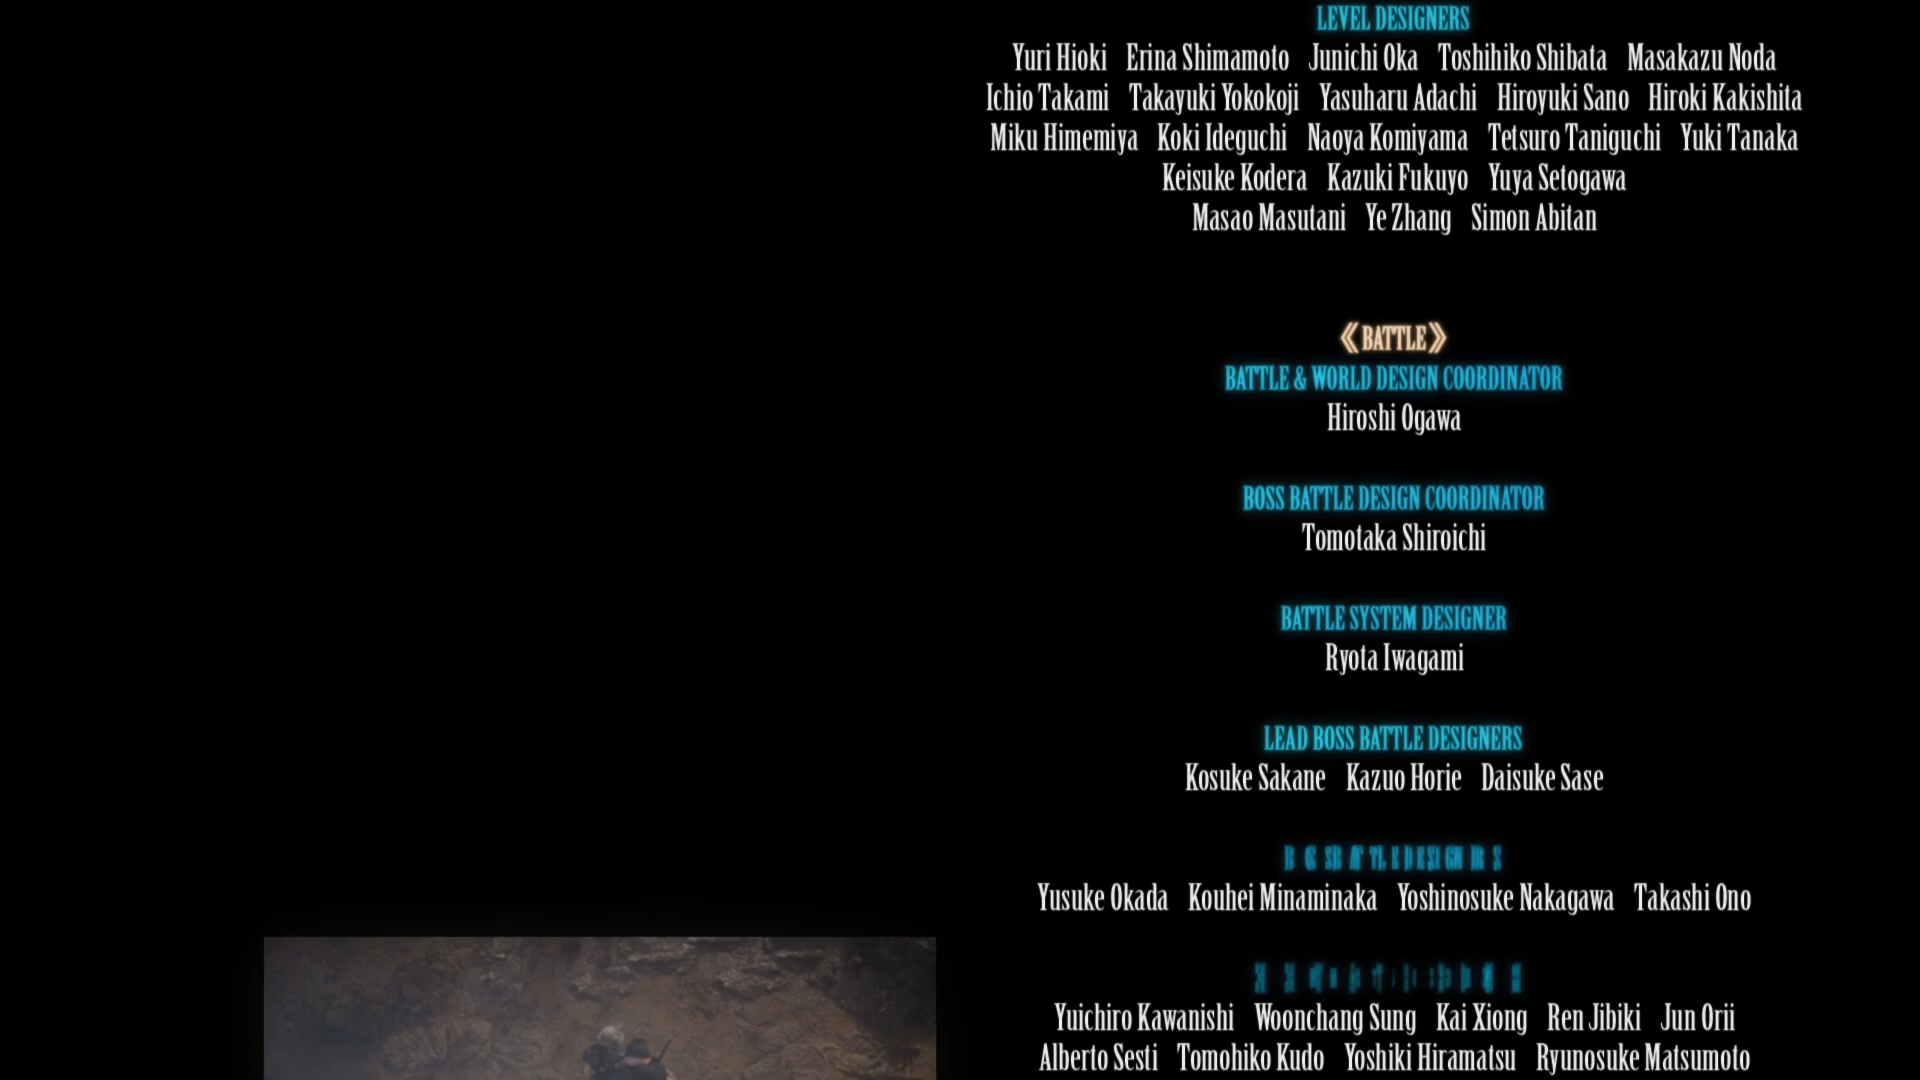 LEVEL DESIGNERS
Yuri Hioki Erina Shimamoto Junichi Oka Toshihiko Shibata Masakazu Noda
Ichio Takami Takayuki Yokokoji Yasuharu Adachi Hiroyuki Sano Hiroki Kakishita
Miku Himemiya Koki Ideguchi Naoya Komiyama Tetsuro Taniguchi Yuki Tanaka
Keisuke Kodera Kazuki Fukuyo Yuya Setogawa
Masao Masutani Ye Zhang Simon Abitan
《BATTLE》
BATTLE & WORLD DESIGN COORDINATOR
Hiroshi Ogawa
BOSS BATTLE DESIGN COORDINATOR
Tomotaka Shiroichi
BATTLE SYSTEM DESIGNER
Ryota Iwagami
LEAD BOSS BATTLE DESIGNERS
Kosuke Sakane Kazuo Horie Daisuke Sase
BOSS BATTLE DESIGNERS
Yusuke Okada Kouhei Minaminaka Yoshinosuke Nakagawa Takashi Ono
Yuichiro Kawanishi Woonchang Sung Kai Xiong Ren Jibiki Jun Orii
Alberto Sesti Tomohiko Kudo Yoshiki Hiramatsu Ryunosuke Matsumoto